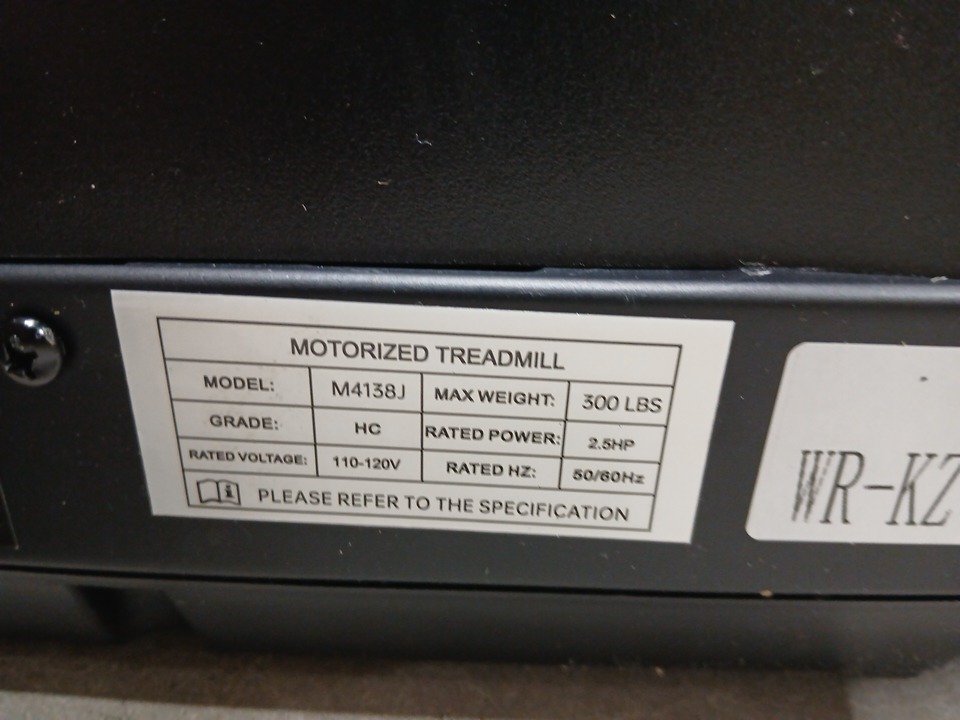 MOTORIZED TREADMILL
MODEL: M4138J MAX WEIGHT: 300 LBS
GRADE: HC RATED POWER: 2.5HP
RATED VOLTAGE: 110-120V RATED HZ: 50/60Hz
PLEASE REFER TO THE SPECIFICATION
WR-KZ